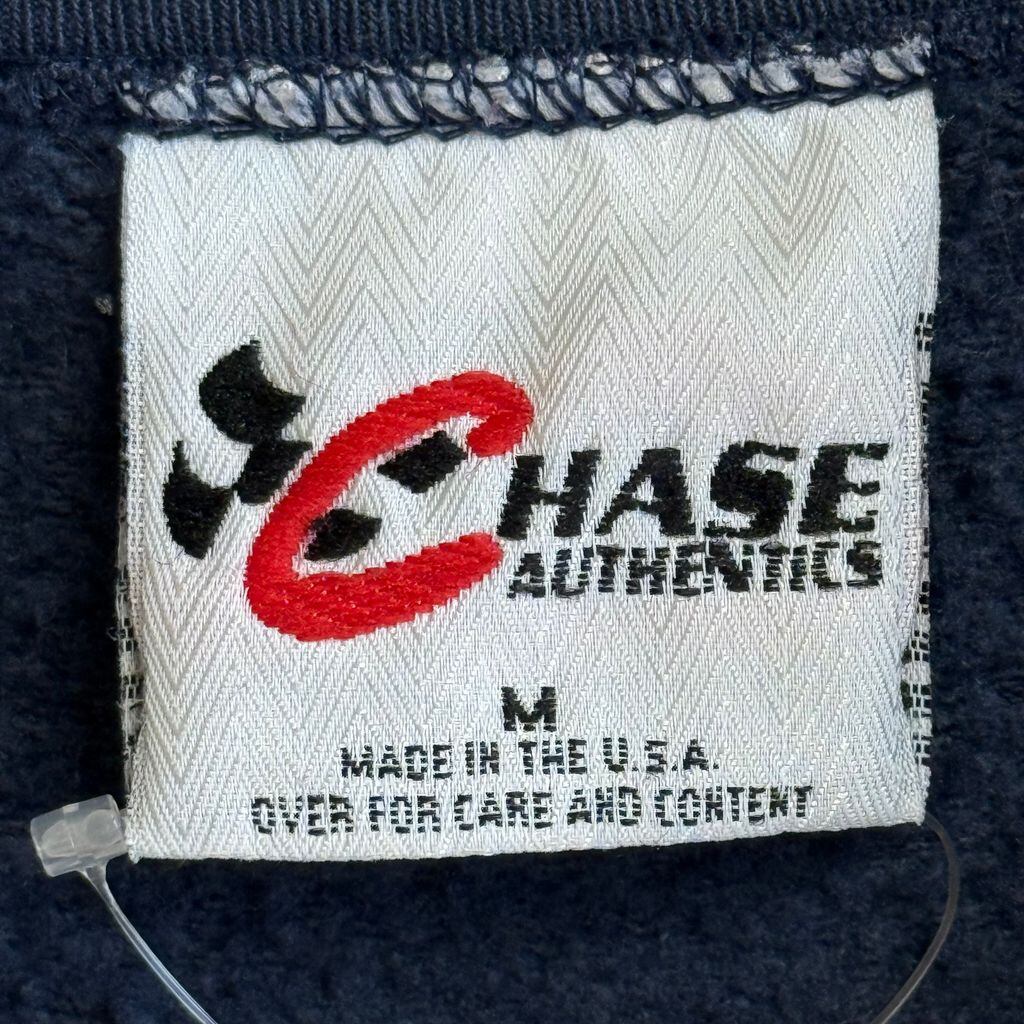 CHASE
AUTHENTICS
M
MADE IN THE U.S.A.
OVER FOR CARE AND CONTENT